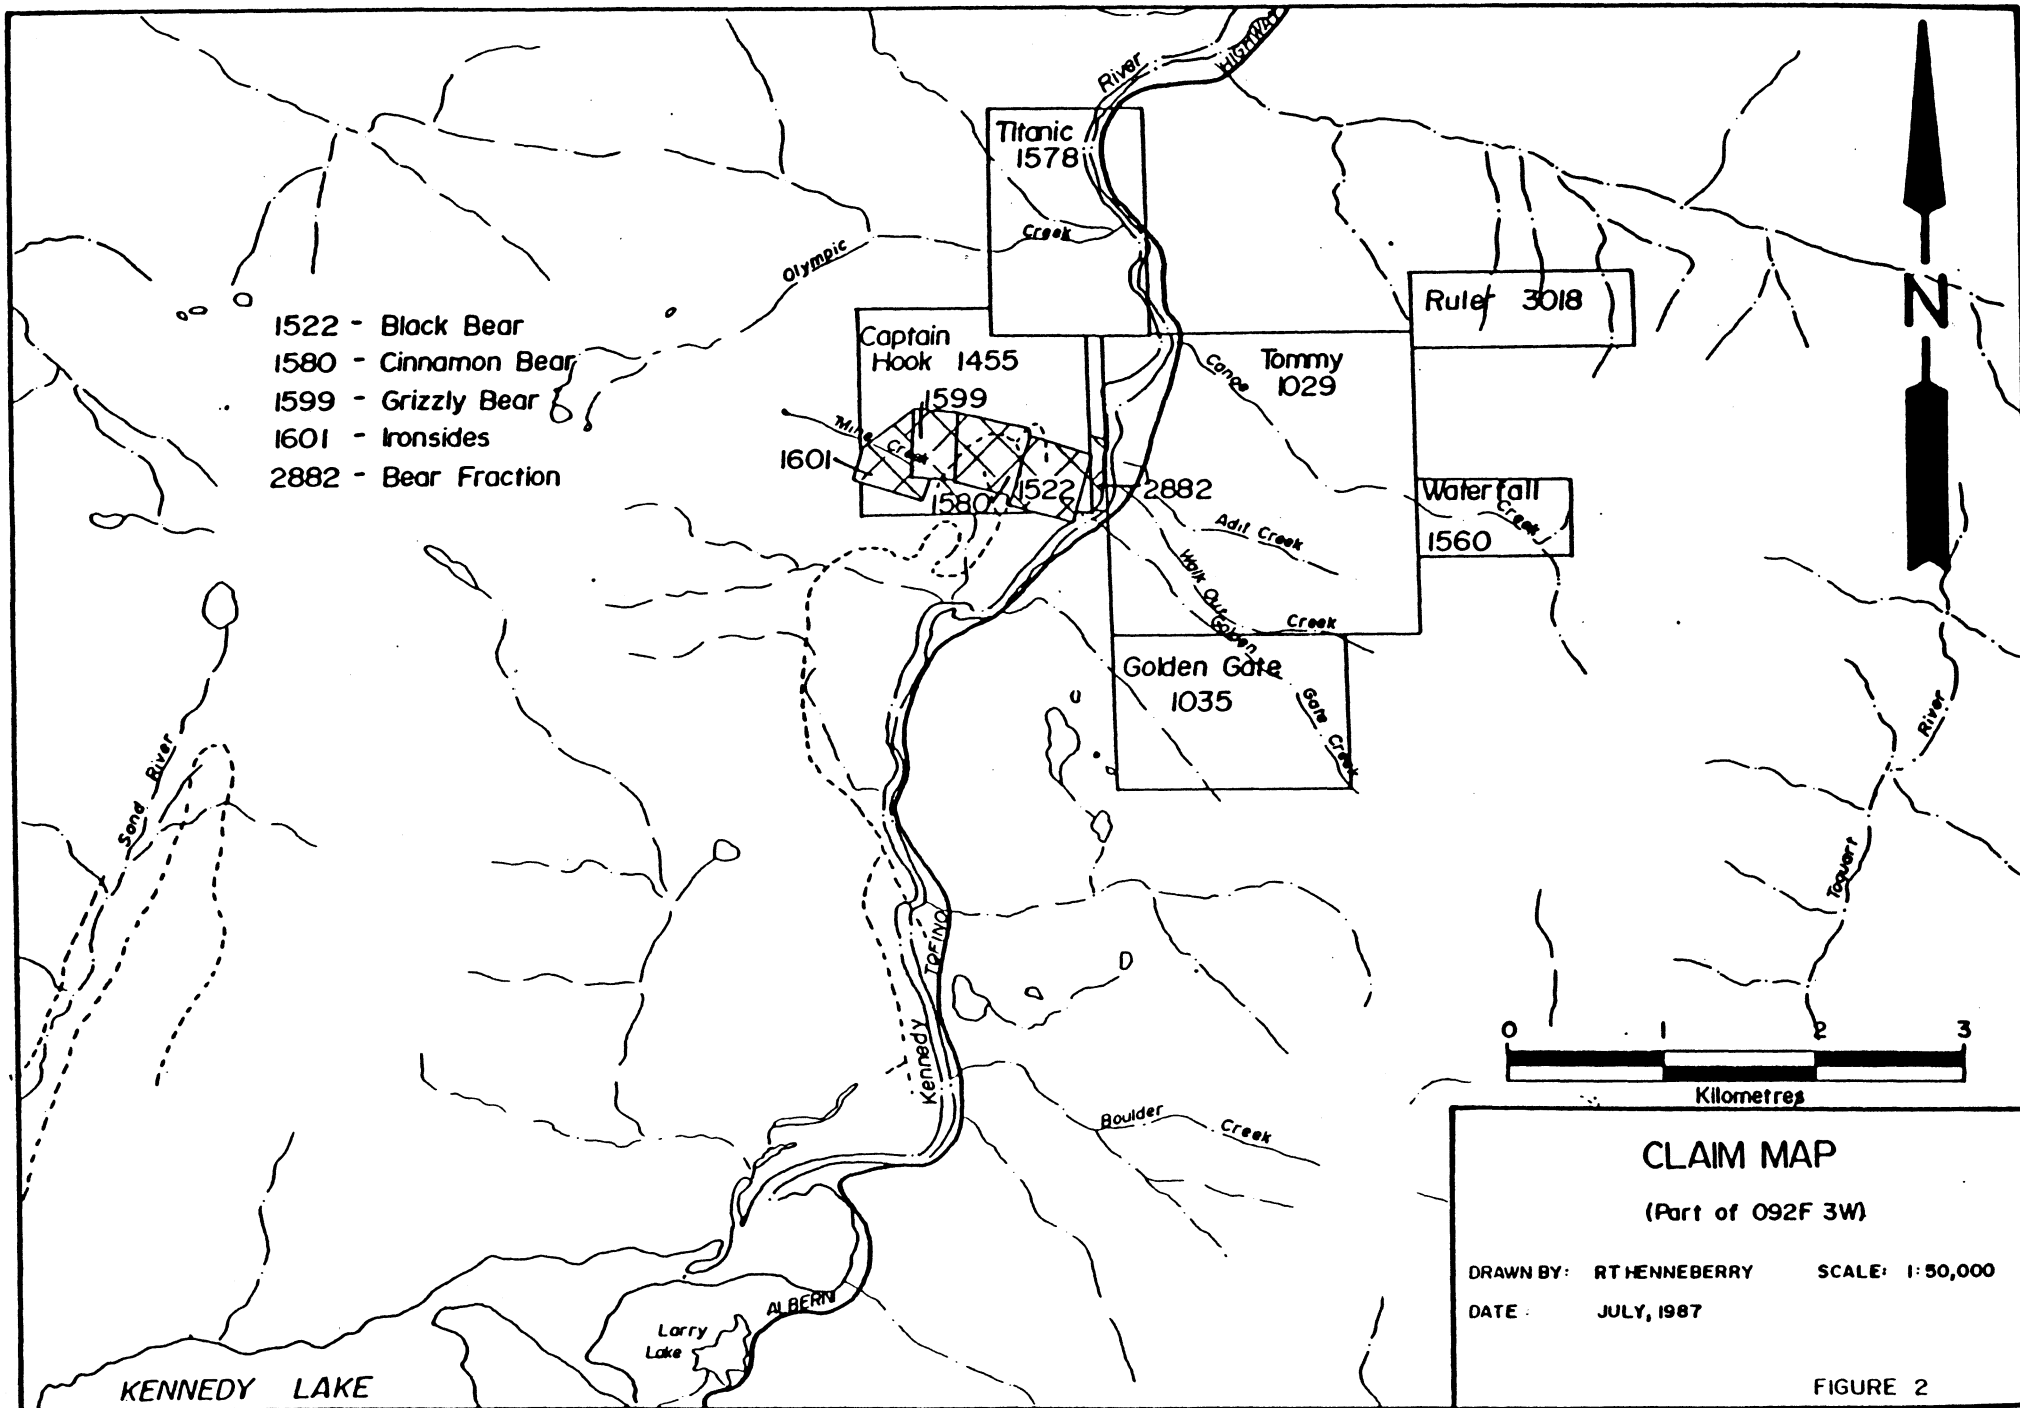 River
HIGHWAY
Titanic
1578
Creek
Olympic
1522 - Black Bear
1580 - Cinnamon Bear
1599 - Grizzly Bear
1601 - Ironsides
2882 - Bear Fraction
Captain
Hook 1455
1599
Mine Creek
1601
1580
1522
2882
Tommy
1029
Canoe
Ruler 3018
N
Waterfall
Creek
1560
Adit Creek
Walk Out
Creek
Golden
Gate Creek
Golden Gate
1035
Sand River
River
Toquart
TOFINO
Kennedy
Boulder Creek
ALBERNI
Larry
Lake
KENNEDY LAKE
0 1 2 3
Kilometres
CLAIM MAP
(Part of 092F 3W)
DRAWN BY: RT HENNEBERRY SCALE: 1:50,000
DATE : JULY, 1987
FIGURE 2